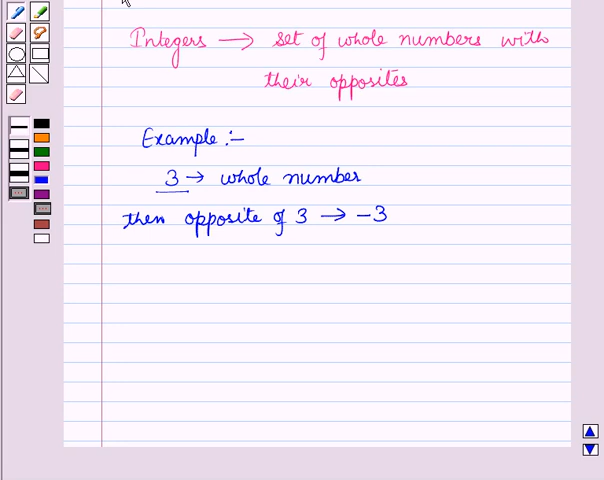 Integers → set of whole numbers with
their opposites
Example :-
3 → whole number
then opposite of 3 → -3